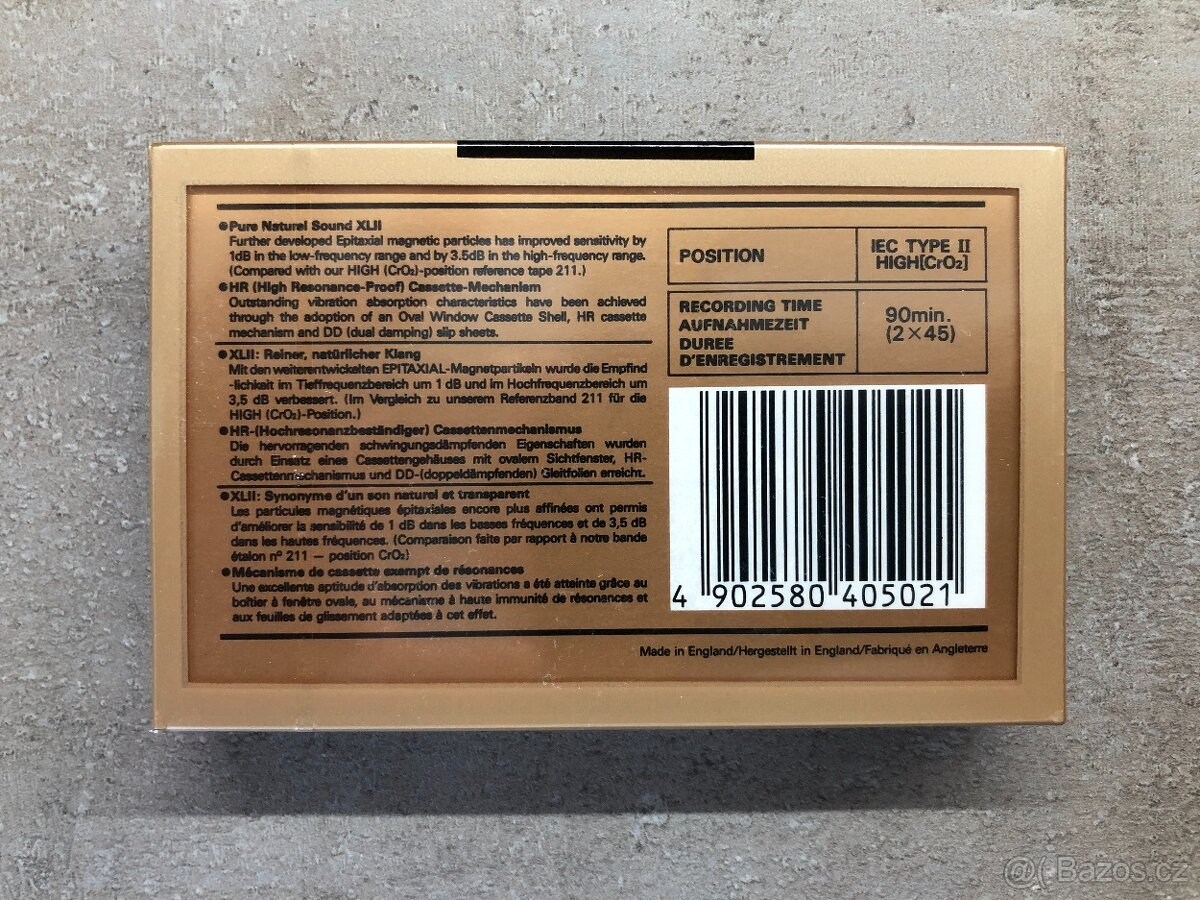 ●Pure Natural Sound XLII
Further developed Epitaxial magnetic particles has improved sensitivity by
1dB in the low-frequency range and by 3.5dB in the high-frequency range.
(Compared with our HIGH (CrO₂)-position reference tape 211.)
●HR (High Resonance-Proof) Cassette-Mechanism
Outstanding vibration absorption characteristics have been achieved
through the adoption of an Oval Window Cassette Shell, HR cassette
mechanism and DD (dual damping) slip sheets.
●XLII: Reiner, natürlicher Klang
Mit den weiterentwickelten EPITAXIAL-Magnetpartikeln wurde die Empfind
-lichkeit im Tieffrequenzbereich um 1 dB und im Hochfrequenzbereich um
3,5 dB verbessert. (Im Vergleich zu unserem Referenzband 211 für die
HIGH (CrO₂)-Position.)
●HR-(Hochresonanzbeständiger) Cassettenmechanismus
Die hervorragenden schwingungsdämpfenden Eigenschaften wurden
durch Einsatz eines Cassettengehäuses mit ovalem Sichtfenster, HR-
Cassettenmechanismus und DD-(doppeldämpfenden) Gleitfolien erreicht.
●XLII: Synonyme d'un son naturel et transparent
Les particules magnétiques épitaxiales encore plus affinées ont permis
d'améliorer la sensibilité de 1 dB dans les basses fréquences et de 3,5 dB
dans les hautes fréquences. (Comparaison faite par rapport à notre bande
étalon nº 211 — position CrO₂)
●Mécanisme de cassette exempt de résonances
Une excellente aptitude d'absorption des vibrations a été atteinte grâce au
boîtier à fenêtre ovale, au mécanisme à haute immunité de résonances et
aux feuilles de glissement adaptées à cet effet.
POSITION
IEC TYPE II
HIGH[CrO₂]
RECORDING TIME
AUFNAHMEZEIT
DUREE
D'ENREGISTREMENT
90min.
(2×45)
4 902580 405021
Made in England/Hergestellt in England/Fabriqué en Angleterre
@( Bazos.cz